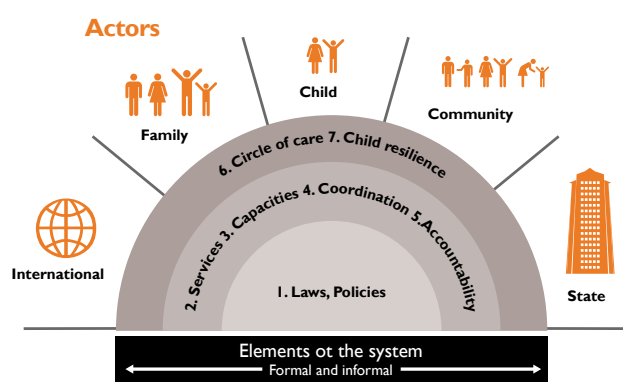 Actors
Child
Family
Community
International
State
6. Circle of care 7. Child resilience
2. Services 3. Capacities 4. Coordination 5.Accountability
1. Laws, Policies
Elements ot the system
Formal and informal